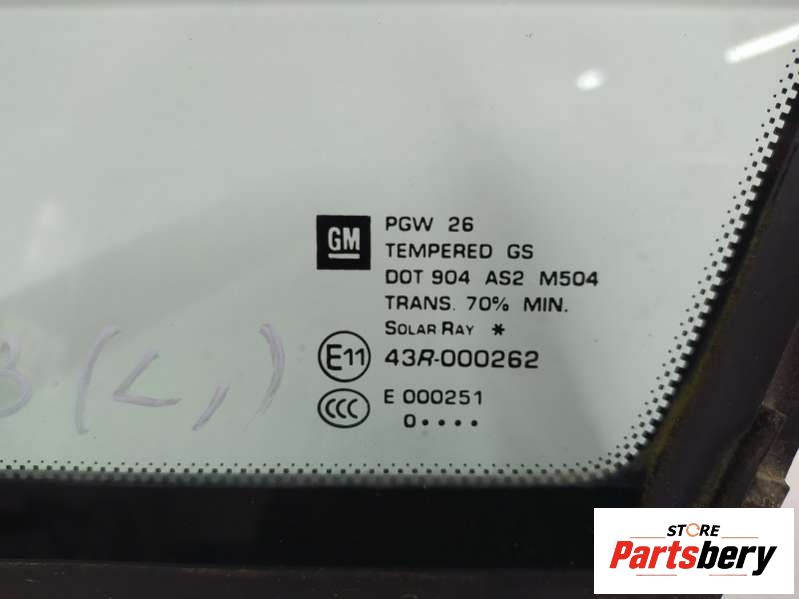 GM
PGW 26
TEMPERED GS
DOT 904 AS2 M504
TRANS. 70% MIN.
SOLAR RAY *
E11 43R-000262
CCC E 000251
0 • • • •
(L,)
STORE
Partsbery